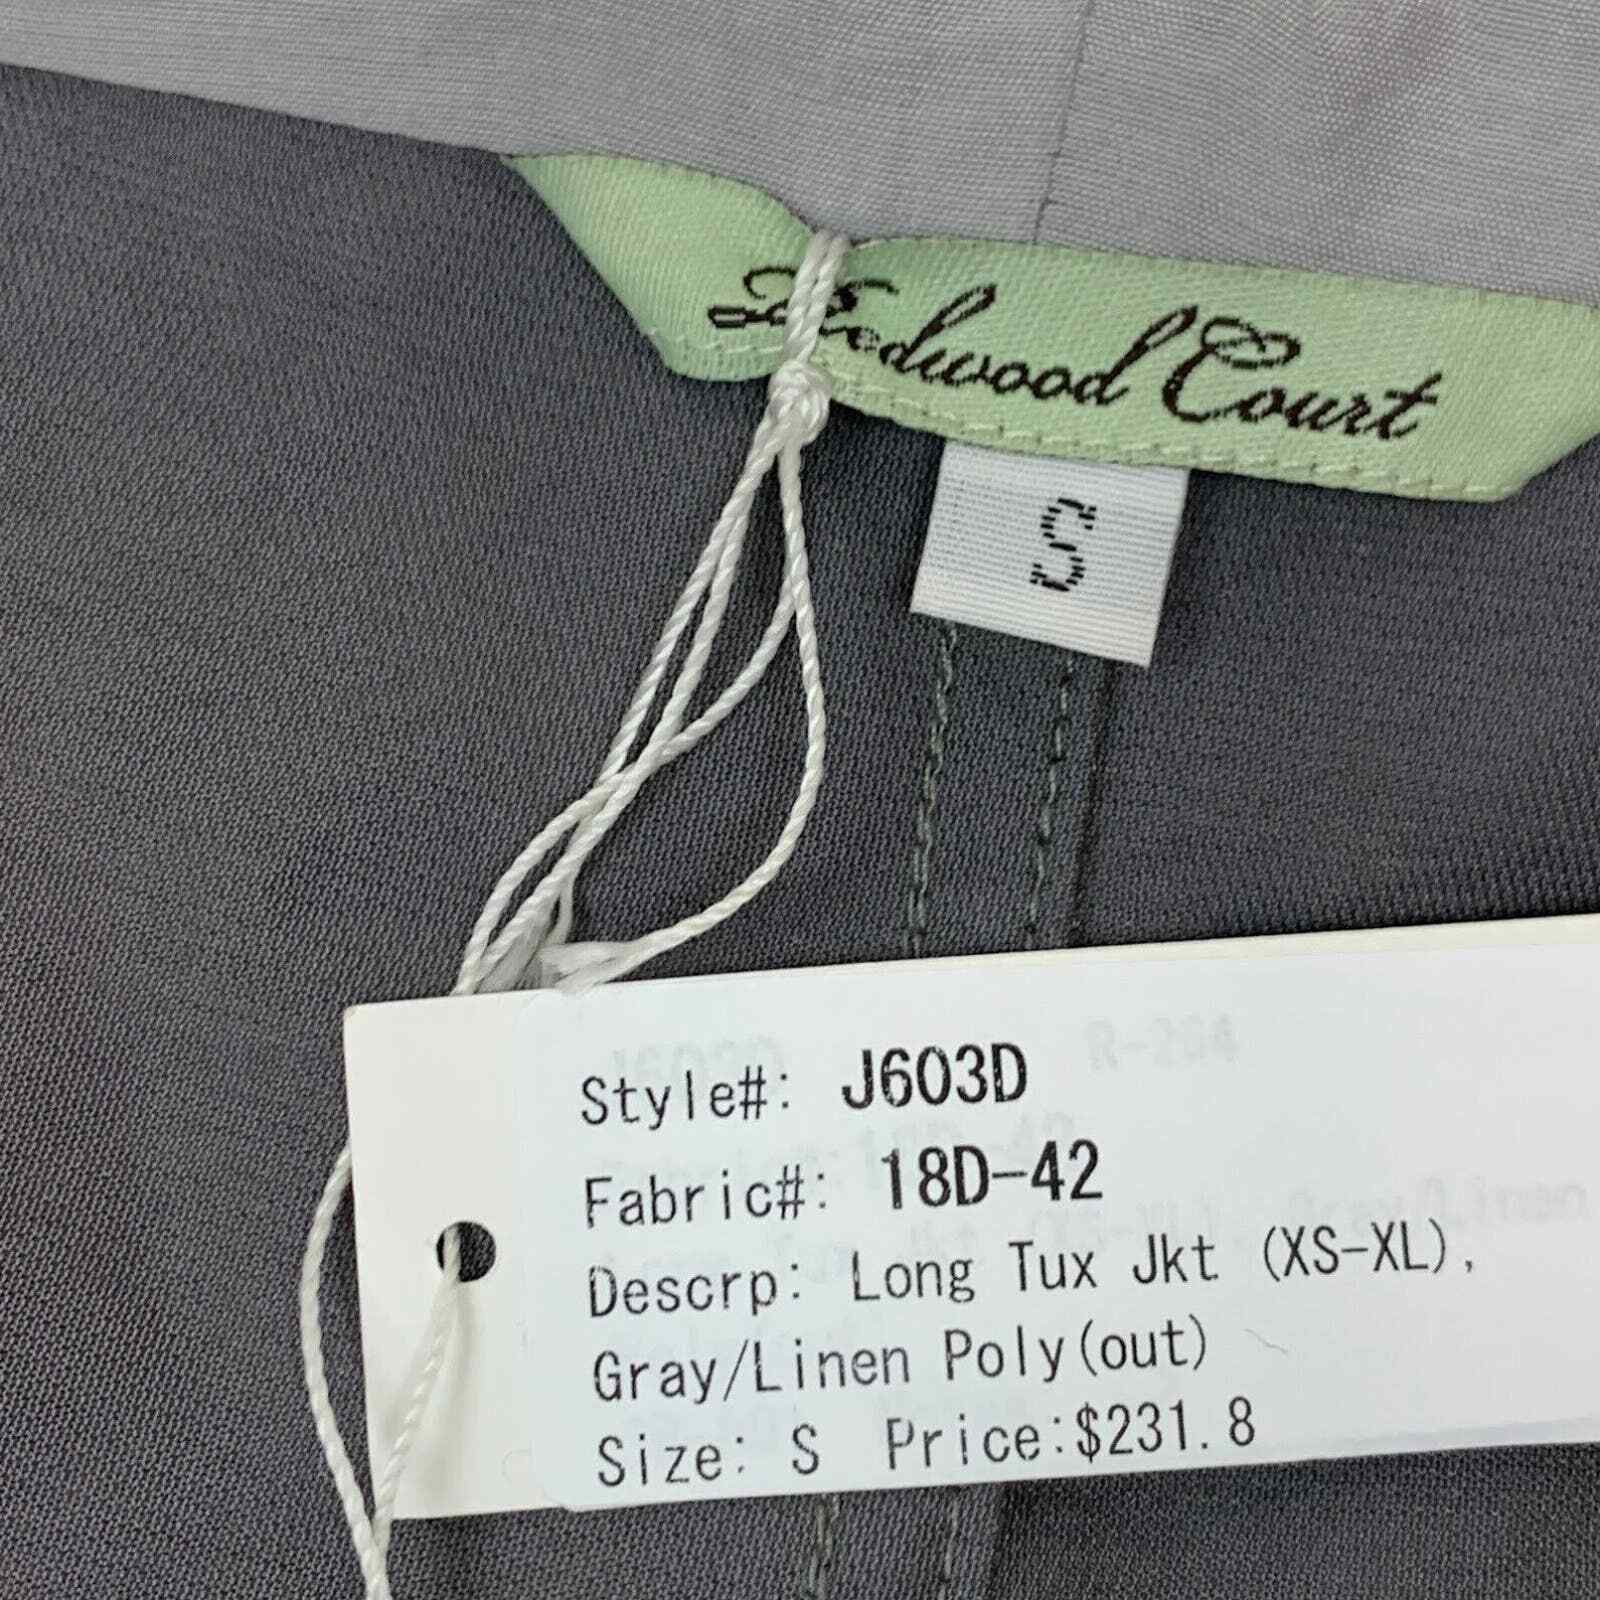 Redwood Court
S
Style#: J603D
Fabric#: 18D-42
Descrp: Long Tux Jkt (XS-XL),
Gray/Linen Poly(out)
Size: S Price:$231.8